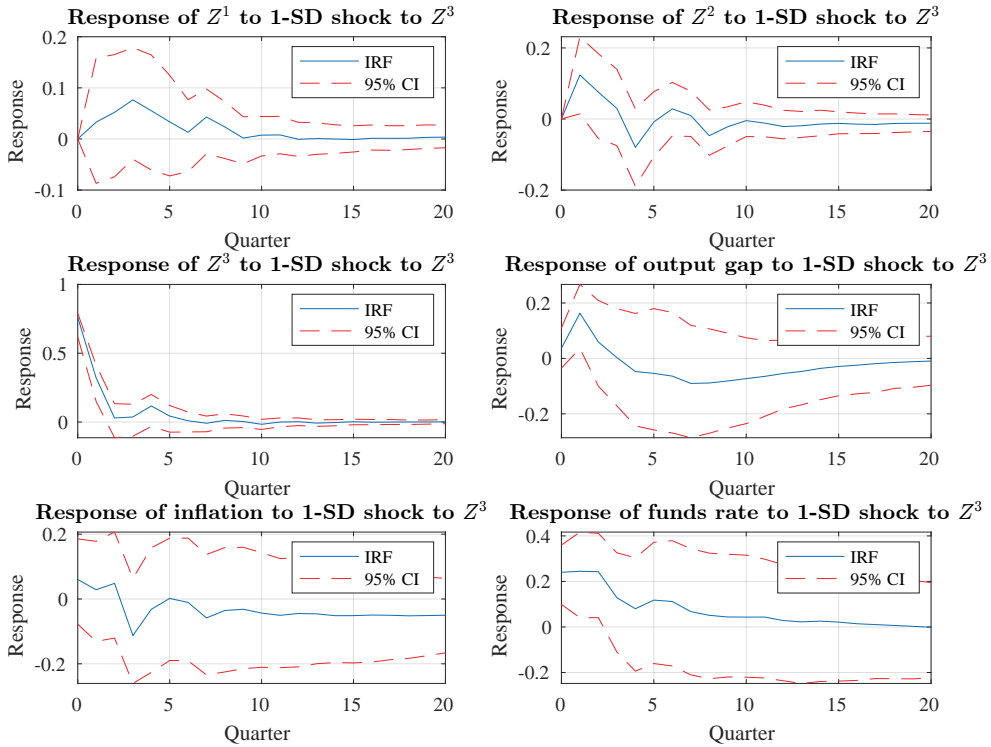 Response of Z¹ to 1-SD shock to Z³
0.2
0.1
0
-0.1
Response
IRF
95% CI
0 5 10 15 20
Quarter
Response of Z² to 1-SD shock to Z³
0.2
0
-0.2
Response
IRF
95% CI
0 5 10 15 20
Quarter
Response of Z³ to 1-SD shock to Z³
1
0.5
0
Response
IRF
95% CI
0 5 10 15 20
Quarter
Response of output gap to 1-SD shock to Z³
0.2
0
-0.2
Response
IRF
95% CI
0 5 10 15 20
Quarter
Response of inflation to 1-SD shock to Z³
0.2
0
-0.2
Response
IRF
95% CI
0 5 10 15 20
Quarter
Response of funds rate to 1-SD shock to Z³
0.4
0.2
0
-0.2
Response
IRF
95% CI
0 5 10 15 20
Quarter